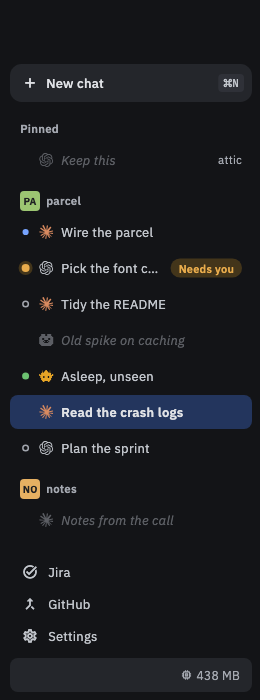 New chat ⌘N
Pinned
Keep this attic
PA parcel
Wire the parcel
Pick the font c... Needs you
Tidy the README
Old spike on caching
Asleep, unseen
Read the crash logs
Plan the sprint
NO notes
Notes from the call
Jira
GitHub
Settings
438 MB